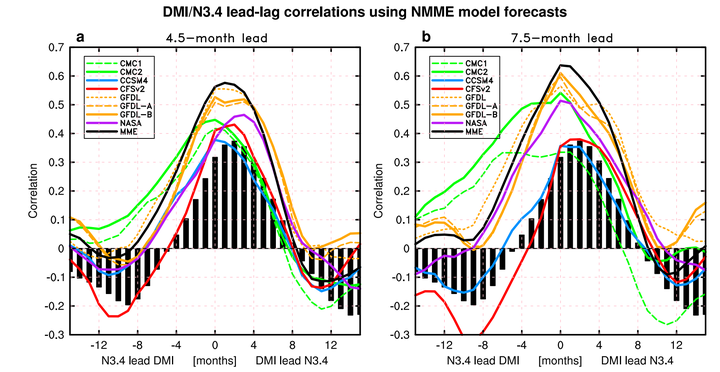 DMI/N3.4 lead-lag correlations using NMME model forecasts
a 4.5-month lead
0.7
0.6
0.5
0.4
0.3
0.2
0.1
0
-0.1
-0.2
-0.3
Correlation
CMC1
CMC2
CCSM4
CFSv2
GFDL
GFDL-A
GFDL-B
NASA
MME
-12 -8 -4 0 4 8 12
N3.4 lead DMI [months] DMI lead N3.4
b 7.5-month lead
0.7
0.6
0.5
0.4
0.3
0.2
0.1
0
-0.1
-0.2
-0.3
Correlation
CMC1
CMC2
CCSM4
CFSv2
GFDL
GFDL-A
GFDL-B
NASA
MME
-12 -8 -4 0 4 8 12
N3.4 lead DMI [months] DMI lead N3.4